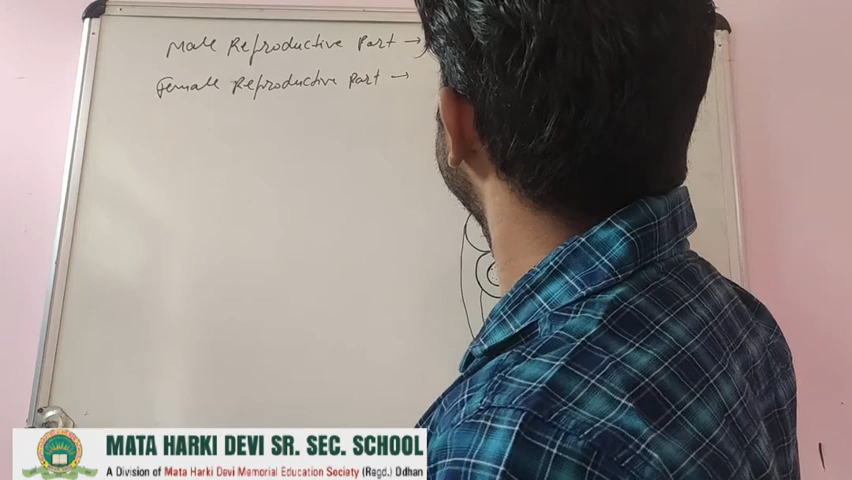 Male Reproductive Part →
Female Reproductive Part →
MATA HARKI DEVI SR. SEC. SCHOOL
A Division of Mata Harki Devi Memorial Education Society (Regd.) Odhan